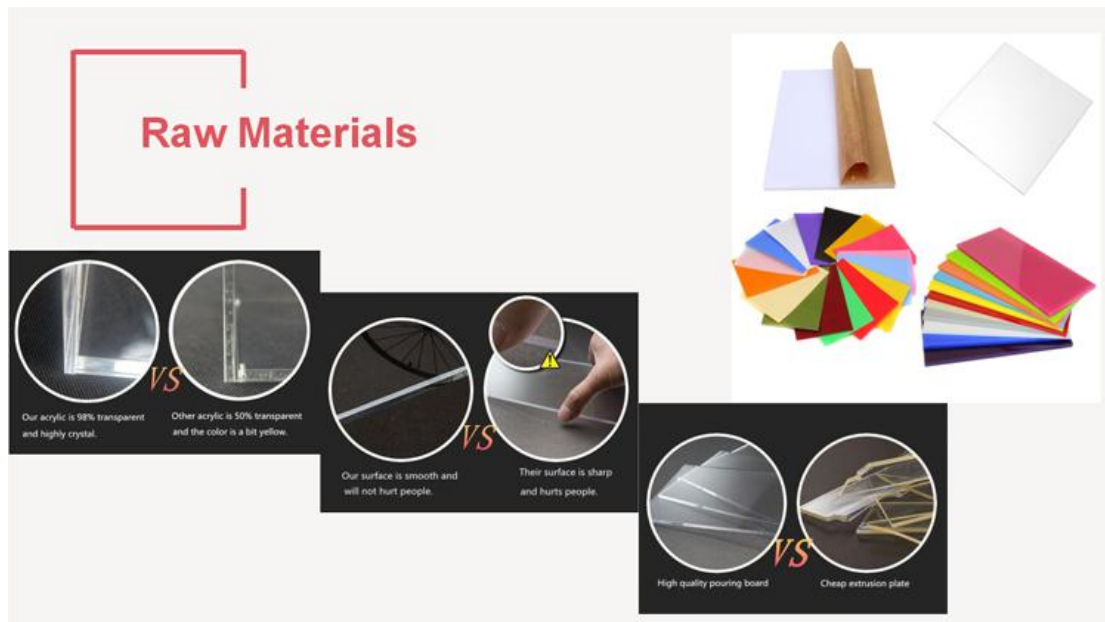 Raw Materials
VS
Our acrylic is 98% transparent
and highly crystal.
Other acrylic is 50% transparent
and the color is a bit yellow.
VS
Our surface is smooth and
will not hurt people.
Their surface is sharp
and hurts people.
VS
High quality pouring board
Cheap extrusion plate